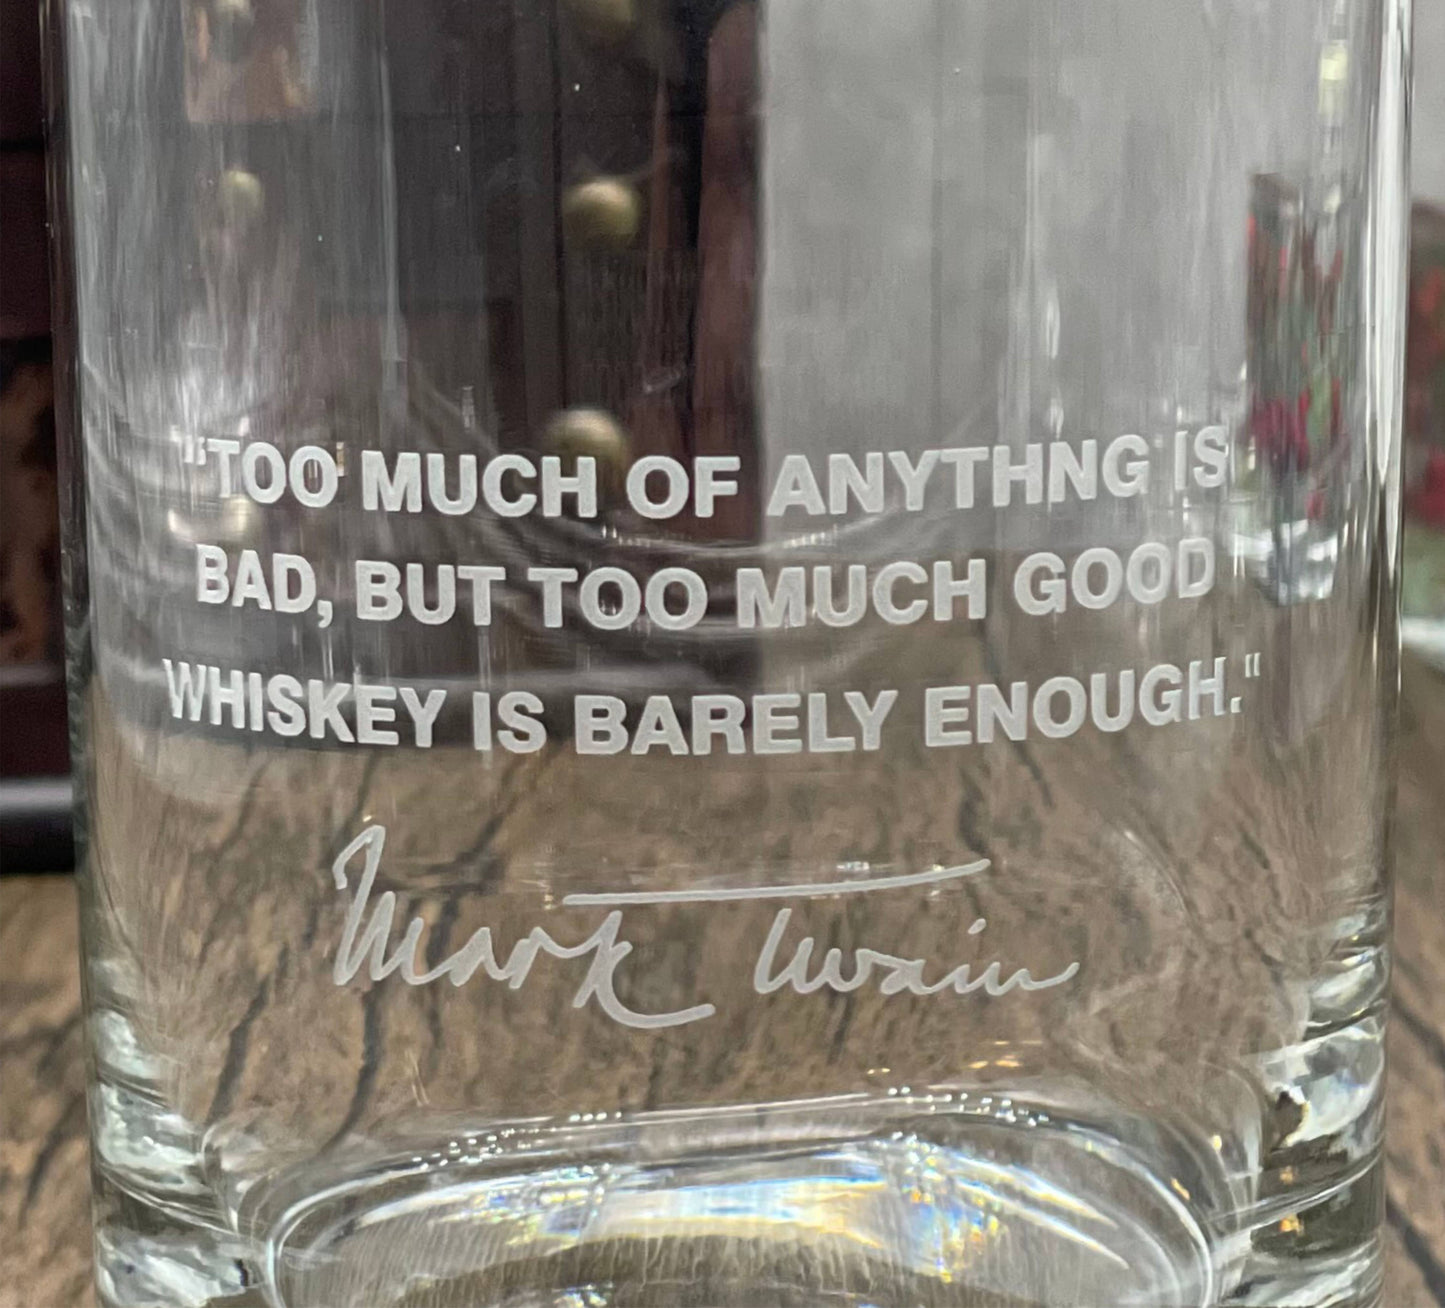 "TOO MUCH OF ANYTHNG IS
BAD, BUT TOO MUCH GOOD
WHISKEY IS BARELY ENOUGH."
Mark Twain